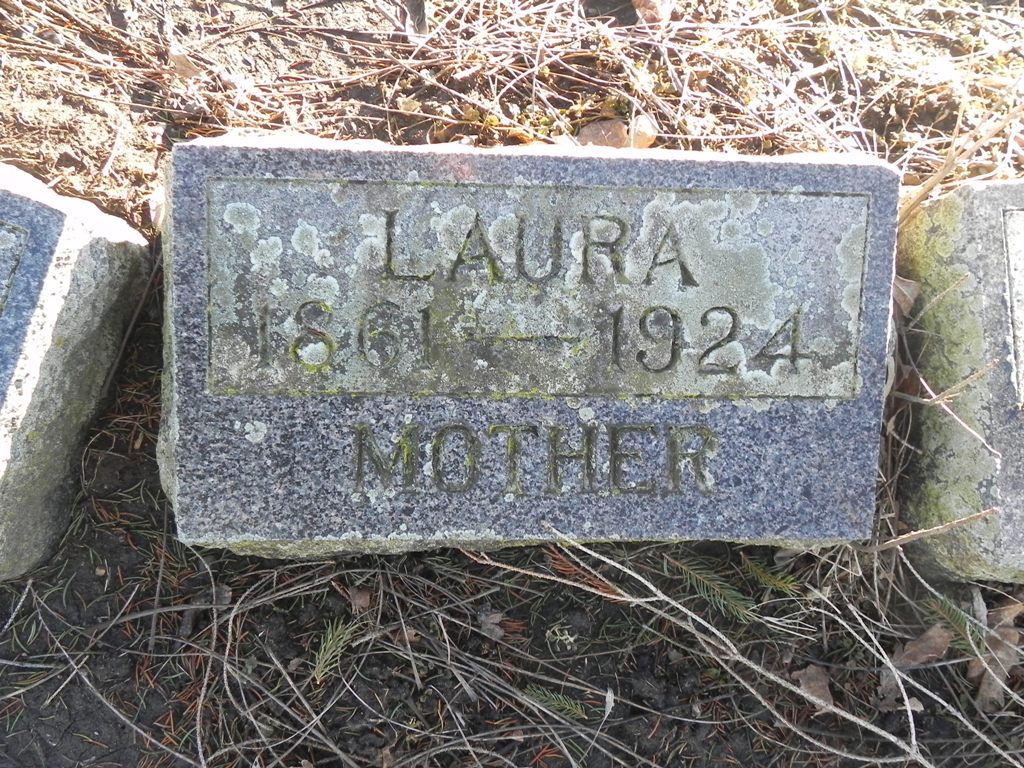 LAURA
1861 — 1924
MOTHER